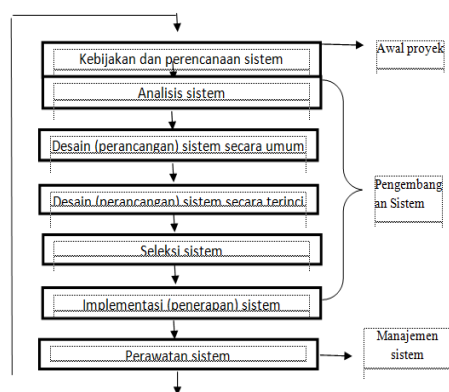 Kebijakan dan perencanaan sistem
Awal proyek
Analisis sistem
Desain (perancangan) sistem secara umum
Desain (perancangan) sistem secara terinci
Pengembang
an Sistem
Seleksi sistem
Implementasi (penerapan) sistem
Perawatan sistem
Manajemen
sistem